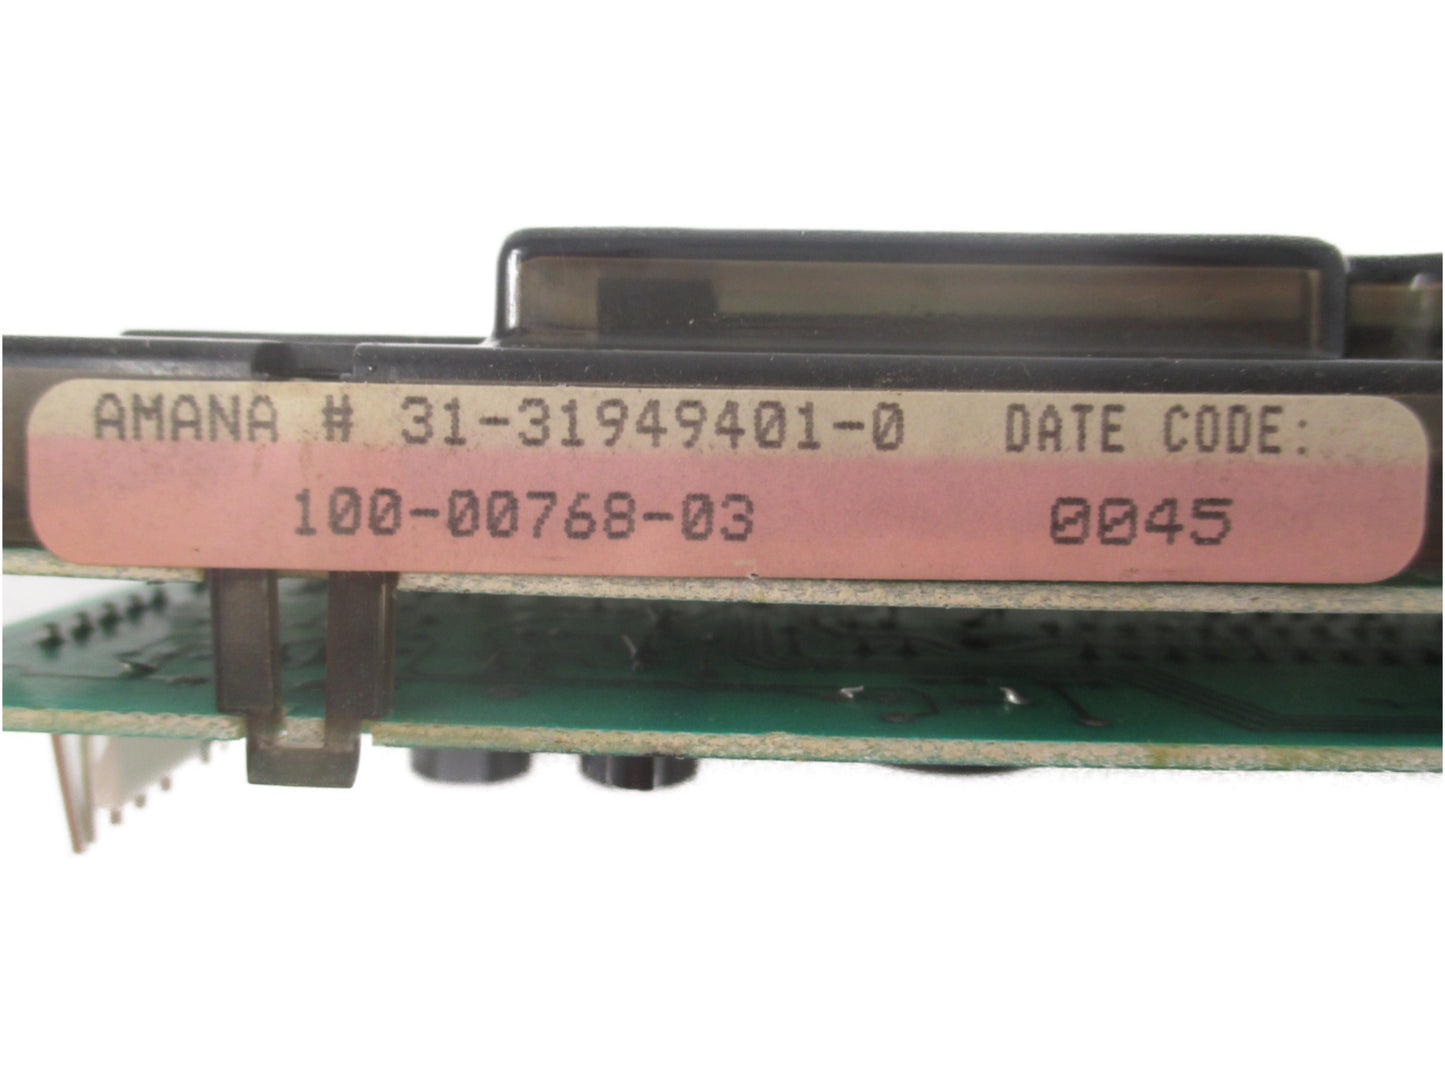 AMANA # 31-31949401-0 DATE CODE:
100-00768-03 0045